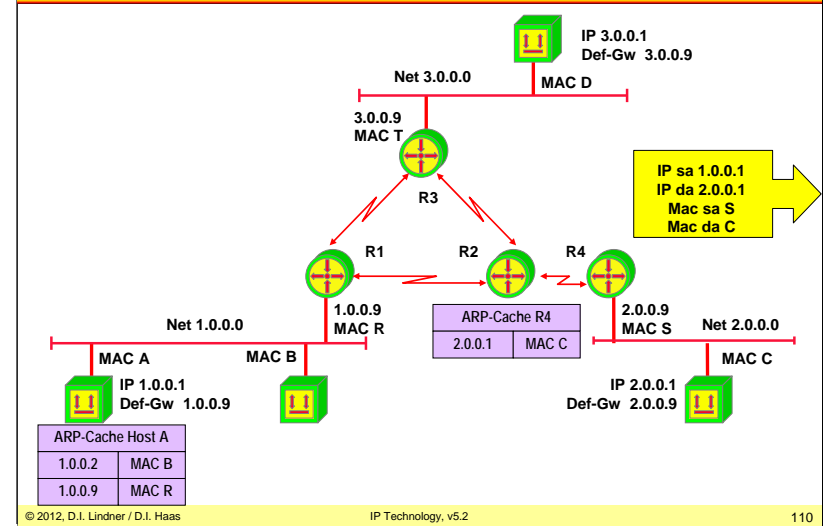 IP 3.0.0.1
Def-Gw 3.0.0.9
Net 3.0.0.0
MAC D
3.0.0.9
MAC T
R3
IP sa 1.0.0.1
IP da 2.0.0.1
Mac sa S
Mac da C
R1
R2
R4
1.0.0.9
MAC R
ARP-Cache R4
2.0.0.1 MAC C
2.0.0.9
MAC S
Net 2.0.0.0
Net 1.0.0.0
MAC A
MAC B
MAC C
IP 1.0.0.1
Def-Gw 1.0.0.9
IP 2.0.0.1
Def-Gw 2.0.0.9
ARP-Cache Host A
1.0.0.2 MAC B
1.0.0.9 MAC R
© 2012, D.I. Lindner / D.I. Haas
IP Technology, v5.2
110